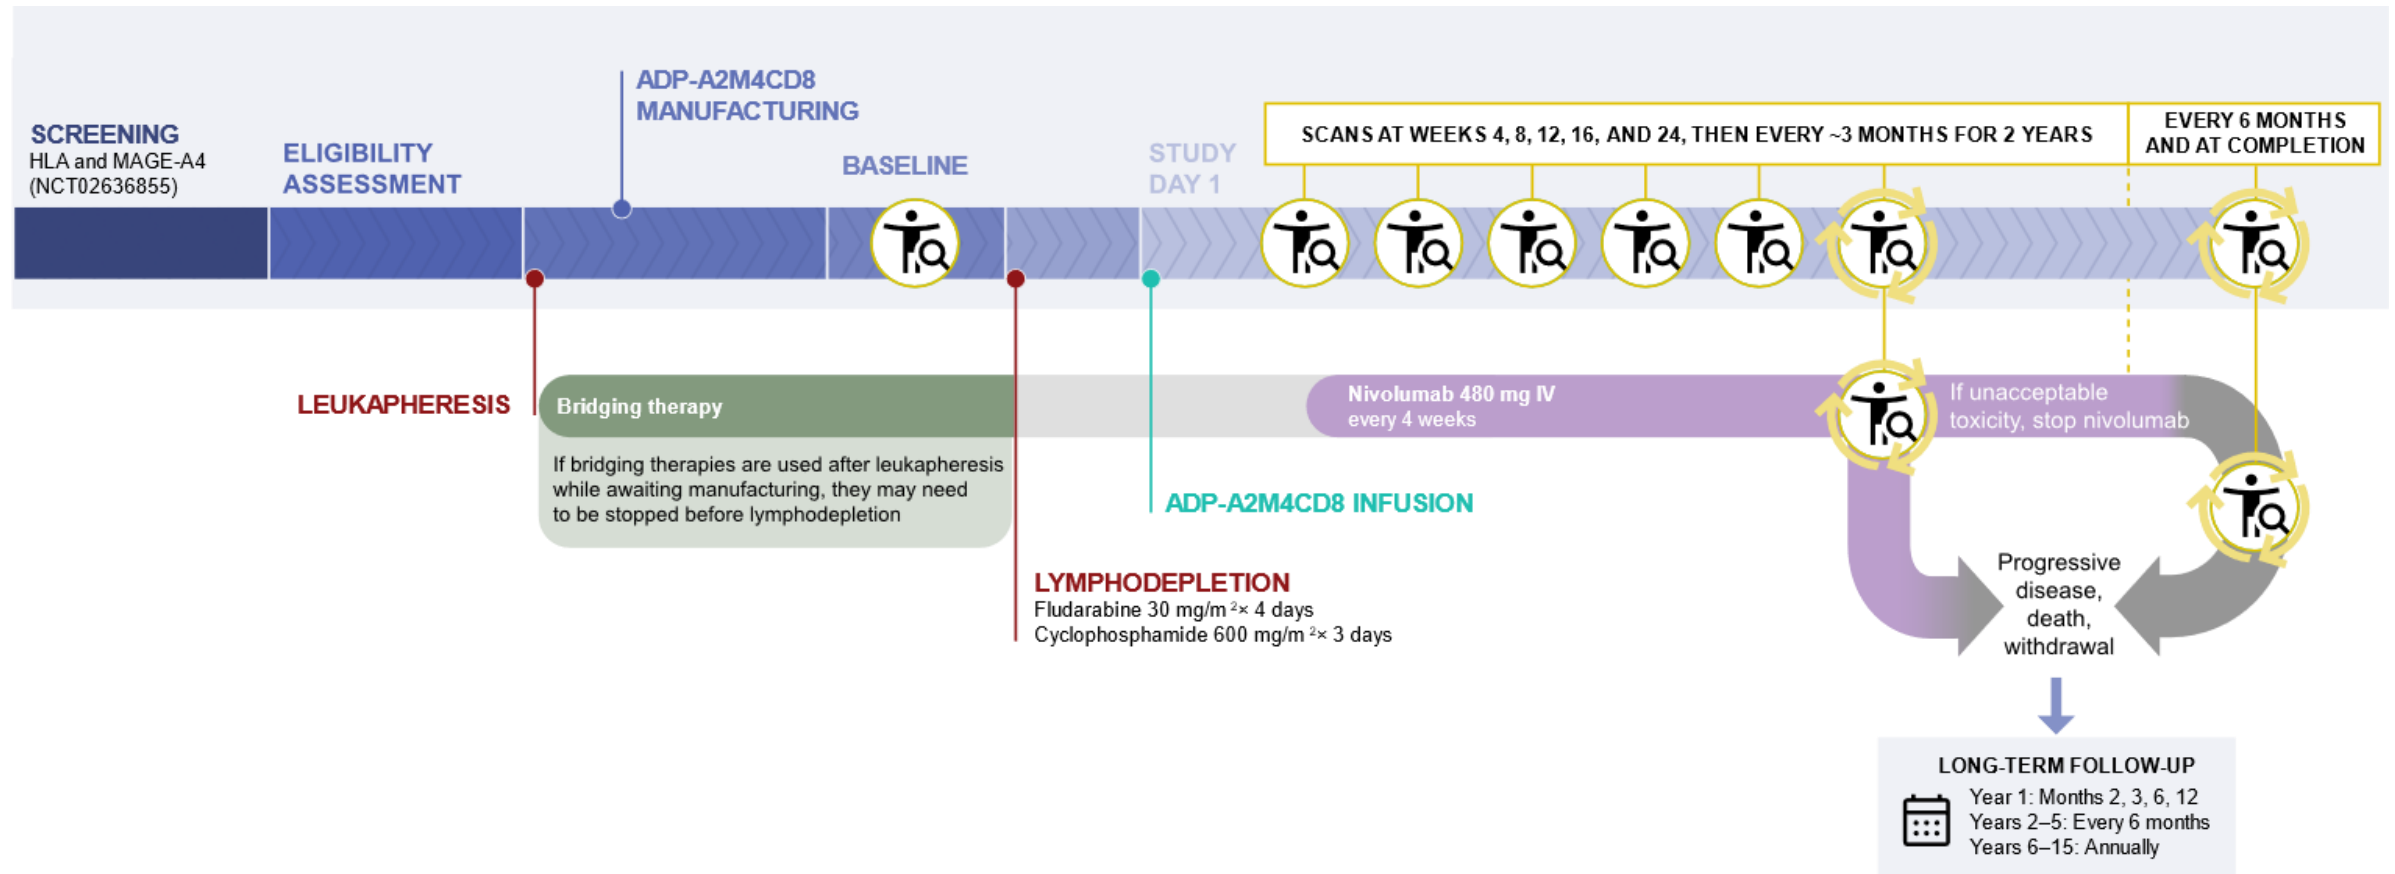 SCREENING
HLA and MAGE-A4
(NCT02636855)
ELIGIBILITY
ASSESSMENT
ADP-A2M4CD8
MANUFACTURING
BASELINE
STUDY
DAY 1
SCANS AT WEEKS 4, 8, 12, 16, AND 24, THEN EVERY ~3 MONTHS FOR 2 YEARS
EVERY 6 MONTHS
AND AT COMPLETION
LEUKAPHERESIS
Bridging therapy
If bridging therapies are used after leukapheresis
while awaiting manufacturing, they may need
to be stopped before lymphodepletion
Nivolumab 480 mg IV
every 4 weeks
If unacceptable
toxicity, stop nivolumab
ADP-A2M4CD8 INFUSION
LYMPHODEPLETION
Fludarabine 30 mg/m ²× 4 days
Cyclophosphamide 600 mg/m ²× 3 days
Progressive
disease,
death,
withdrawal
LONG-TERM FOLLOW-UP
Year 1: Months 2, 3, 6, 12
Years 2–5: Every 6 months
Years 6–15: Annually